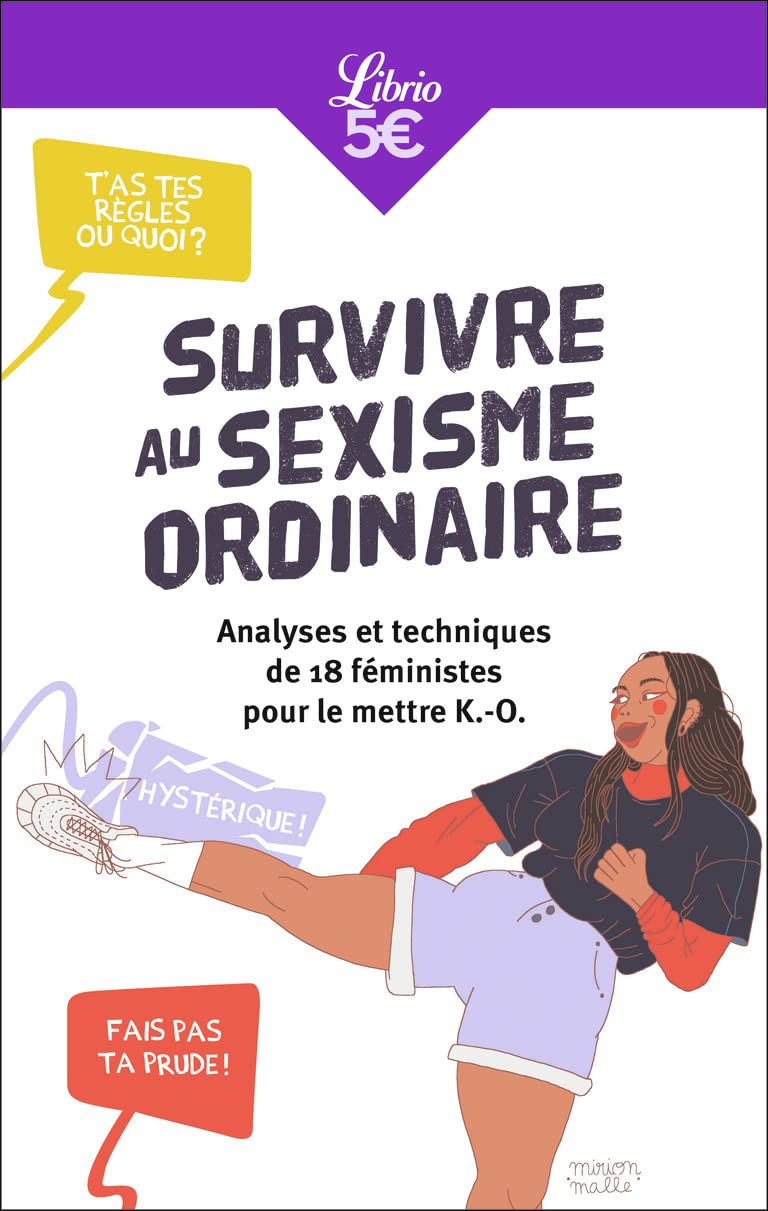 Librio
5€
T'AS TES
RÈGLES
OU QUOI ?
SURVIVRE
AU SEXISME
ORDINAIRE
Analyses et techniques
de 18 féministes
pour le mettre K.-O.
HYSTÉRIQUE !
FAIS PAS
TA PRUDE !
mirion
malle